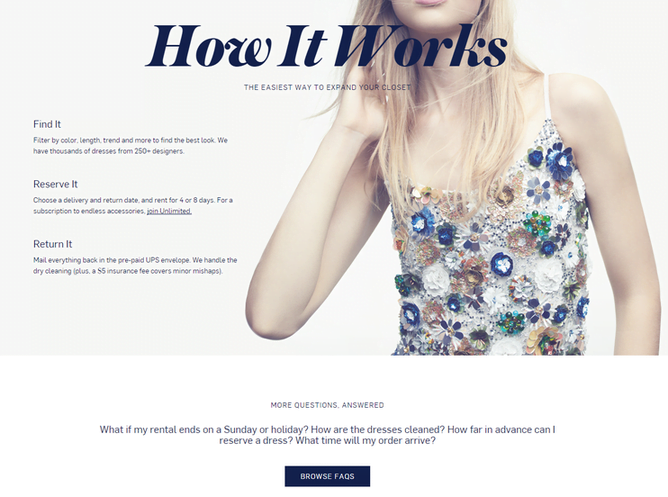 How It Works
THE EASIEST WAY TO EXPAND YOUR CLOSET
Find It
Filter by color, length, trend and more to find the best look. We
have thousands of dresses from 250+ designers.
Reserve It
Choose a delivery and return date, and rent for 4 or 8 days. For a
subscription to endless accessories, join Unlimited.
Return It
Mail everything back in the pre-paid UPS envelope. We handle the
dry cleaning (plus, a $5 insurance fee covers minor mishaps).
MORE QUESTIONS, ANSWERED
What if my rental ends on a Sunday or holiday? How are the dresses cleaned? How far in advance can I
reserve a dress? What time will my order arrive?
BROWSE FAQS